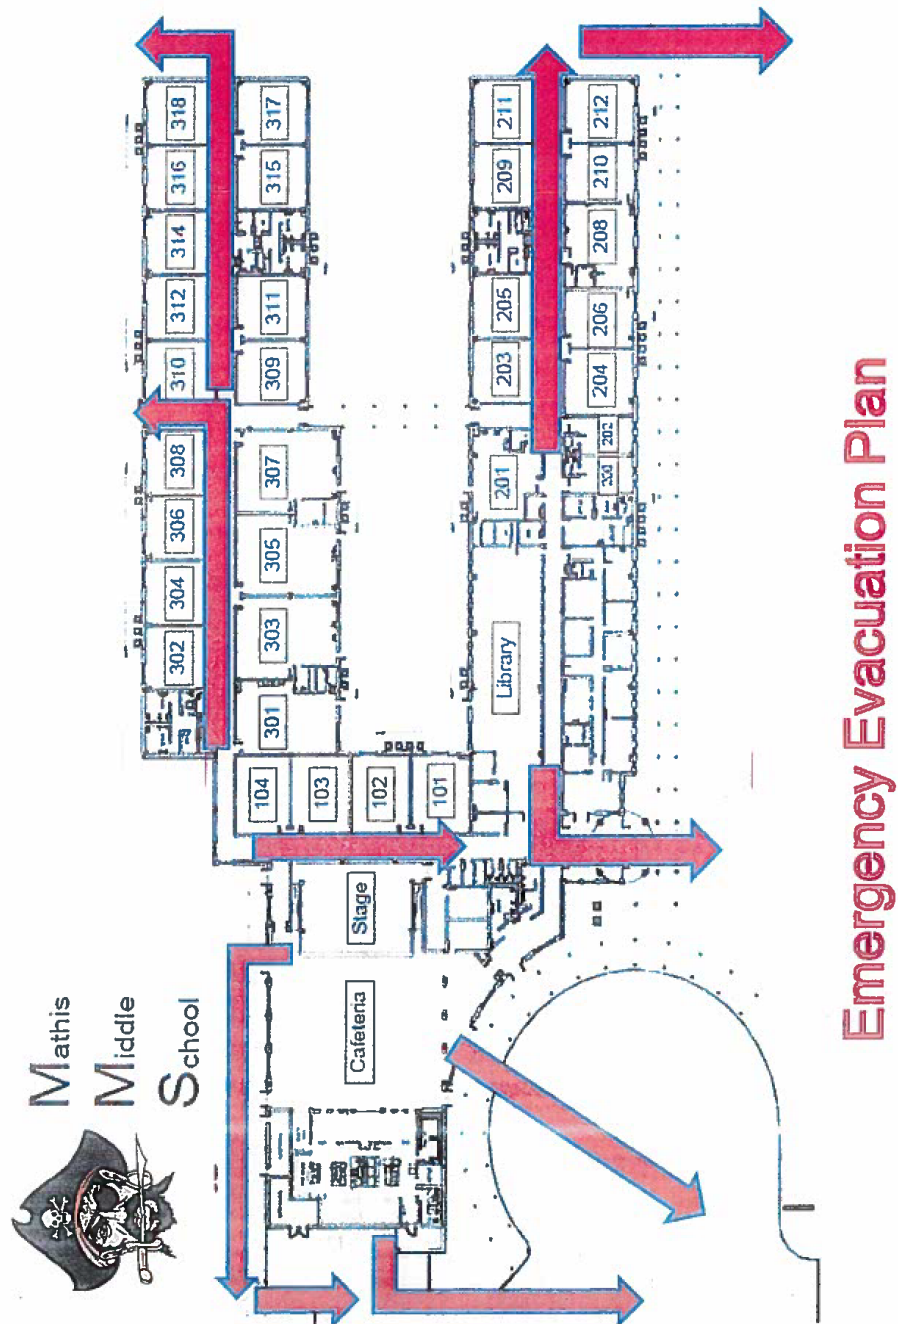 Mathis
Middle
School
302 304 306 308 310 312 314 316 318
104 301 303 305 307 309 311 315 317
103
Cafeteria Stage 102
101
Library 201 203 205 209 211
202 204 206 208 210 212
Emergency Evacuation Plan